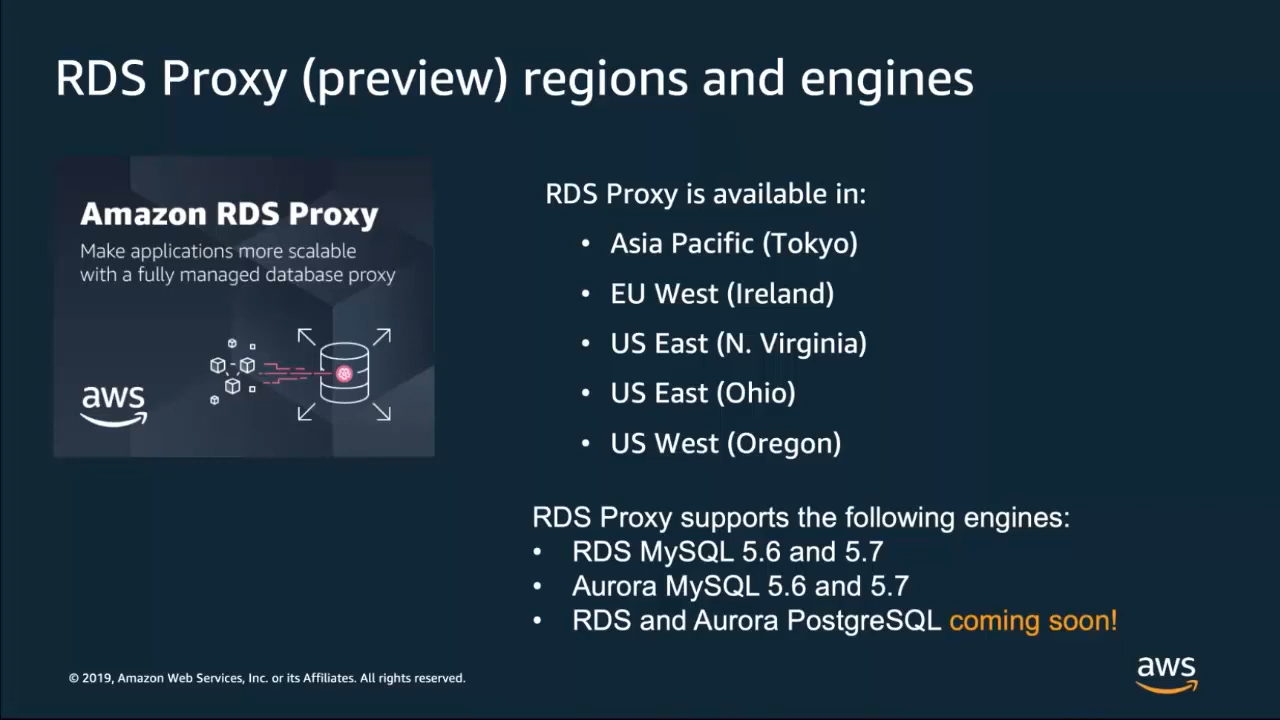 RDS Proxy (preview) regions and engines
Amazon RDS Proxy
Make applications more scalable
with a fully managed database proxy
aws
RDS Proxy is available in:
• Asia Pacific (Tokyo)
• EU West (Ireland)
• US East (N. Virginia)
• US East (Ohio)
• US West (Oregon)
RDS Proxy supports the following engines:
• RDS MySQL 5.6 and 5.7
• Aurora MySQL 5.6 and 5.7
• RDS and Aurora PostgreSQL coming soon!
© 2019, Amazon Web Services, Inc. or its Affiliates. All rights reserved.
aws